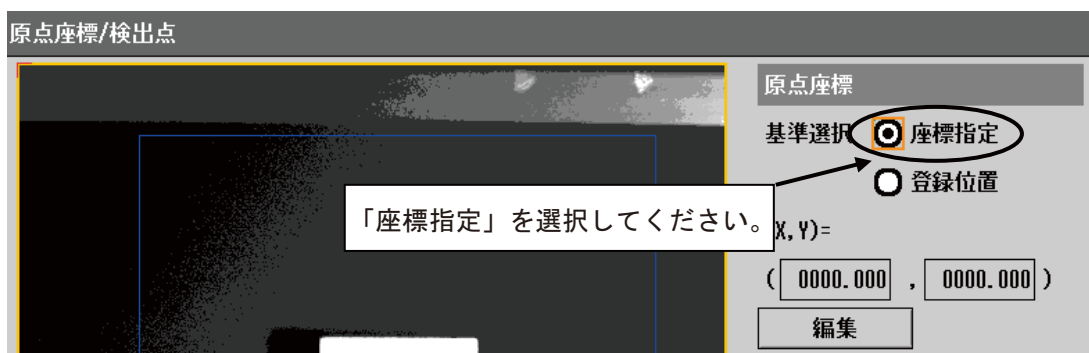 原点座標/検出点
原点座標
基準選択 座標指定
登録位置
「座標指定」を選択してください。
X,Y)=
( 0000.000 , 0000.000 )
編集